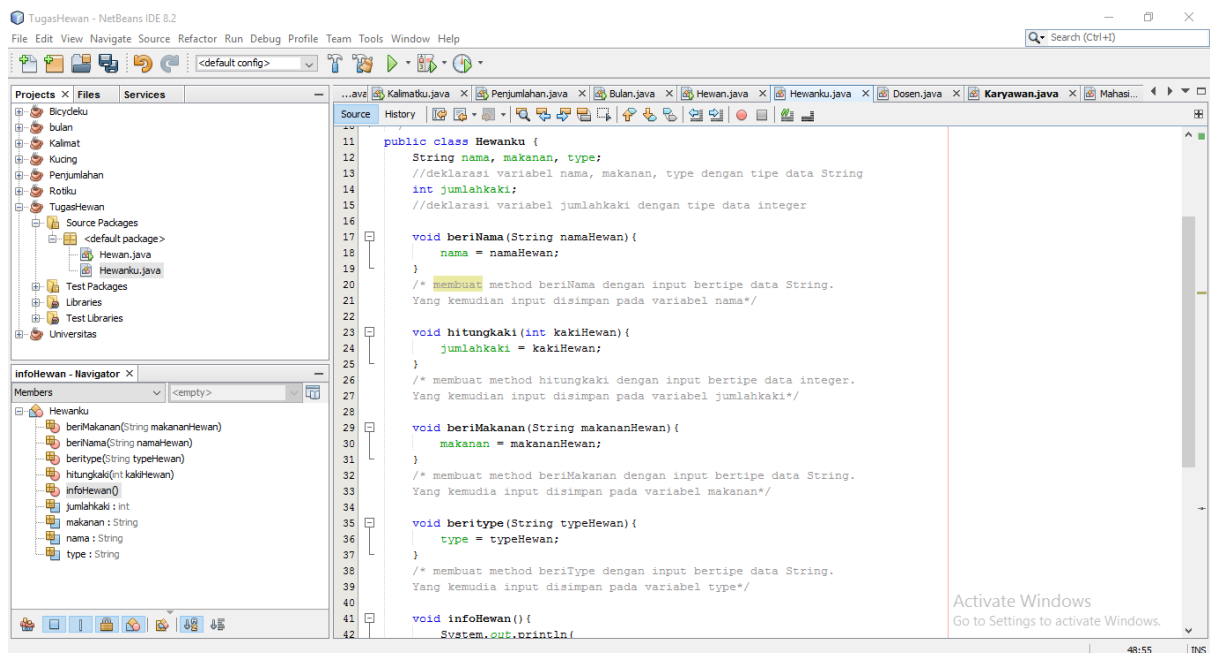 TugasHewan - NetBeans IDE 8.2
File Edit View Navigate Source Refactor Run Debug Profile Team Tools Window Help
Search (Ctrl+I)
<default config>
Projects Files Services
Bicycleku
bulan
Kalimat
Kucing
Penjumlahan
Rotiku
TugasHewan
Source Packages
<default package>
Hewan.java
Hewanku.java
Test Packages
Libraries
Test Libraries
Universitas
infoHewan - Navigator
Members <empty>
Hewanku
beriMakanan(String makananHewan)
beriNama(String namaHewan)
beritype(String typeHewan)
hitungkaki(int kakiHewan)
infoHewan()
jumlahkaki : int
makanan : String
nama : String
type : String
...ava Kalimatku.java Penjumlahan.java Bulan.java Hewan.java Hewanku.java Dosen.java Karyawan.java Mahasi...
Source History
10
11 public class Hewanku {
12 String nama, makanan, type;
13 //deklarasi variabel nama, makanan, type dengan tipe data String
14 int jumlahkaki;
15 //deklarasi variabel jumlahkaki dengan tipe data integer
16
17 void beriNama(String namaHewan){
18 nama = namaHewan;
19 }
20 /* membuat method beriNama dengan input bertipe data String.
21 Yang kemudian input disimpan pada variabel nama*/
22
23 void hitungkaki(int kakiHewan){
24 jumlahkaki = kakiHewan;
25 }
26 /* membuat method hitungkaki dengan input bertipe data integer.
27 Yang kemudian input disimpan pada variabel jumlahkaki*/
28
29 void beriMakanan(String makananHewan){
30 makanan = makananHewan;
31 }
32 /* membuat method beriMakanan dengan input bertipe data String.
33 Yang kemudia input disimpan pada variabel makanan*/
34
35 void beritype(String typeHewan){
36 type = typeHewan;
37 }
38 /* membuat method beriType dengan input bertipe data String.
39 Yang kemudia input disimpan pada variabel type*/
40
41 void infoHewan(){
42 System.out.println(
Activate Windows
Go to Settings to activate Windows.
48:55 INS